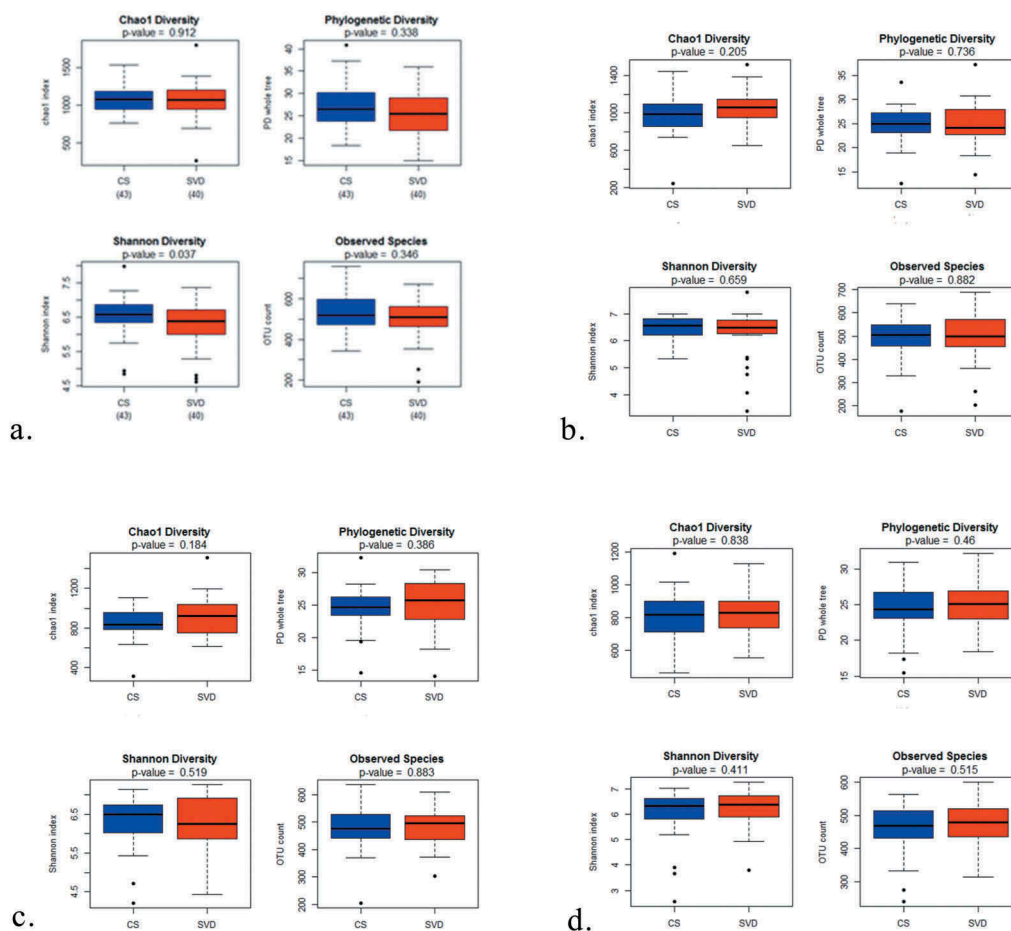 Chao1 Diversity
p-value = 0.912
chao1 index
1500
1000
500
CS
SVD
(43)
(40)
Phylogenetic Diversity
p-value = 0.338
PD whole tree
40
35
30
25
20
15
CS
SVD
(43)
(40)
Shannon Diversity
p-value = 0.037
Shannon index
7.5
6.5
5.5
4.5
CS
SVD
(43)
(40)
Observed Species
p-value = 0.346
OTU count
600
500
400
200
CS
SVD
(43)
(40)
a.
Chao1 Diversity
p-value = 0.205
chao1 index
1400
1000
600
200
CS
SVD
Phylogenetic Diversity
p-value = 0.736
PD whole tree
35
30
25
20
15
CS
SVD
Shannon Diversity
p-value = 0.659
Shannon index
7
6
5
4
CS
SVD
Observed Species
p-value = 0.882
OTU count
700
600
500
400
300
200
CS
SVD
b.
Chao1 Diversity
p-value = 0.184
chao1 index
1200
800
400
CS
SVD
Phylogenetic Diversity
p-value = 0.386
PD whole tree
30
25
20
15
CS
SVD
Shannon Diversity
p-value = 0.519
Shannon index
6.5
5.5
4.5
CS
SVD
Observed Species
p-value = 0.883
OTU count
600
500
400
300
200
CS
SVD
c.
Chao1 Diversity
p-value = 0.838
chao1 index
1200
1000
800
600
CS
SVD
Phylogenetic Diversity
p-value = 0.46
PD whole tree
30
25
20
15
CS
SVD
Shannon Diversity
p-value = 0.411
Shannon index
7
6
5
4
3
CS
SVD
Observed Species
p-value = 0.515
OTU count
600
500
400
300
CS
SVD
d.